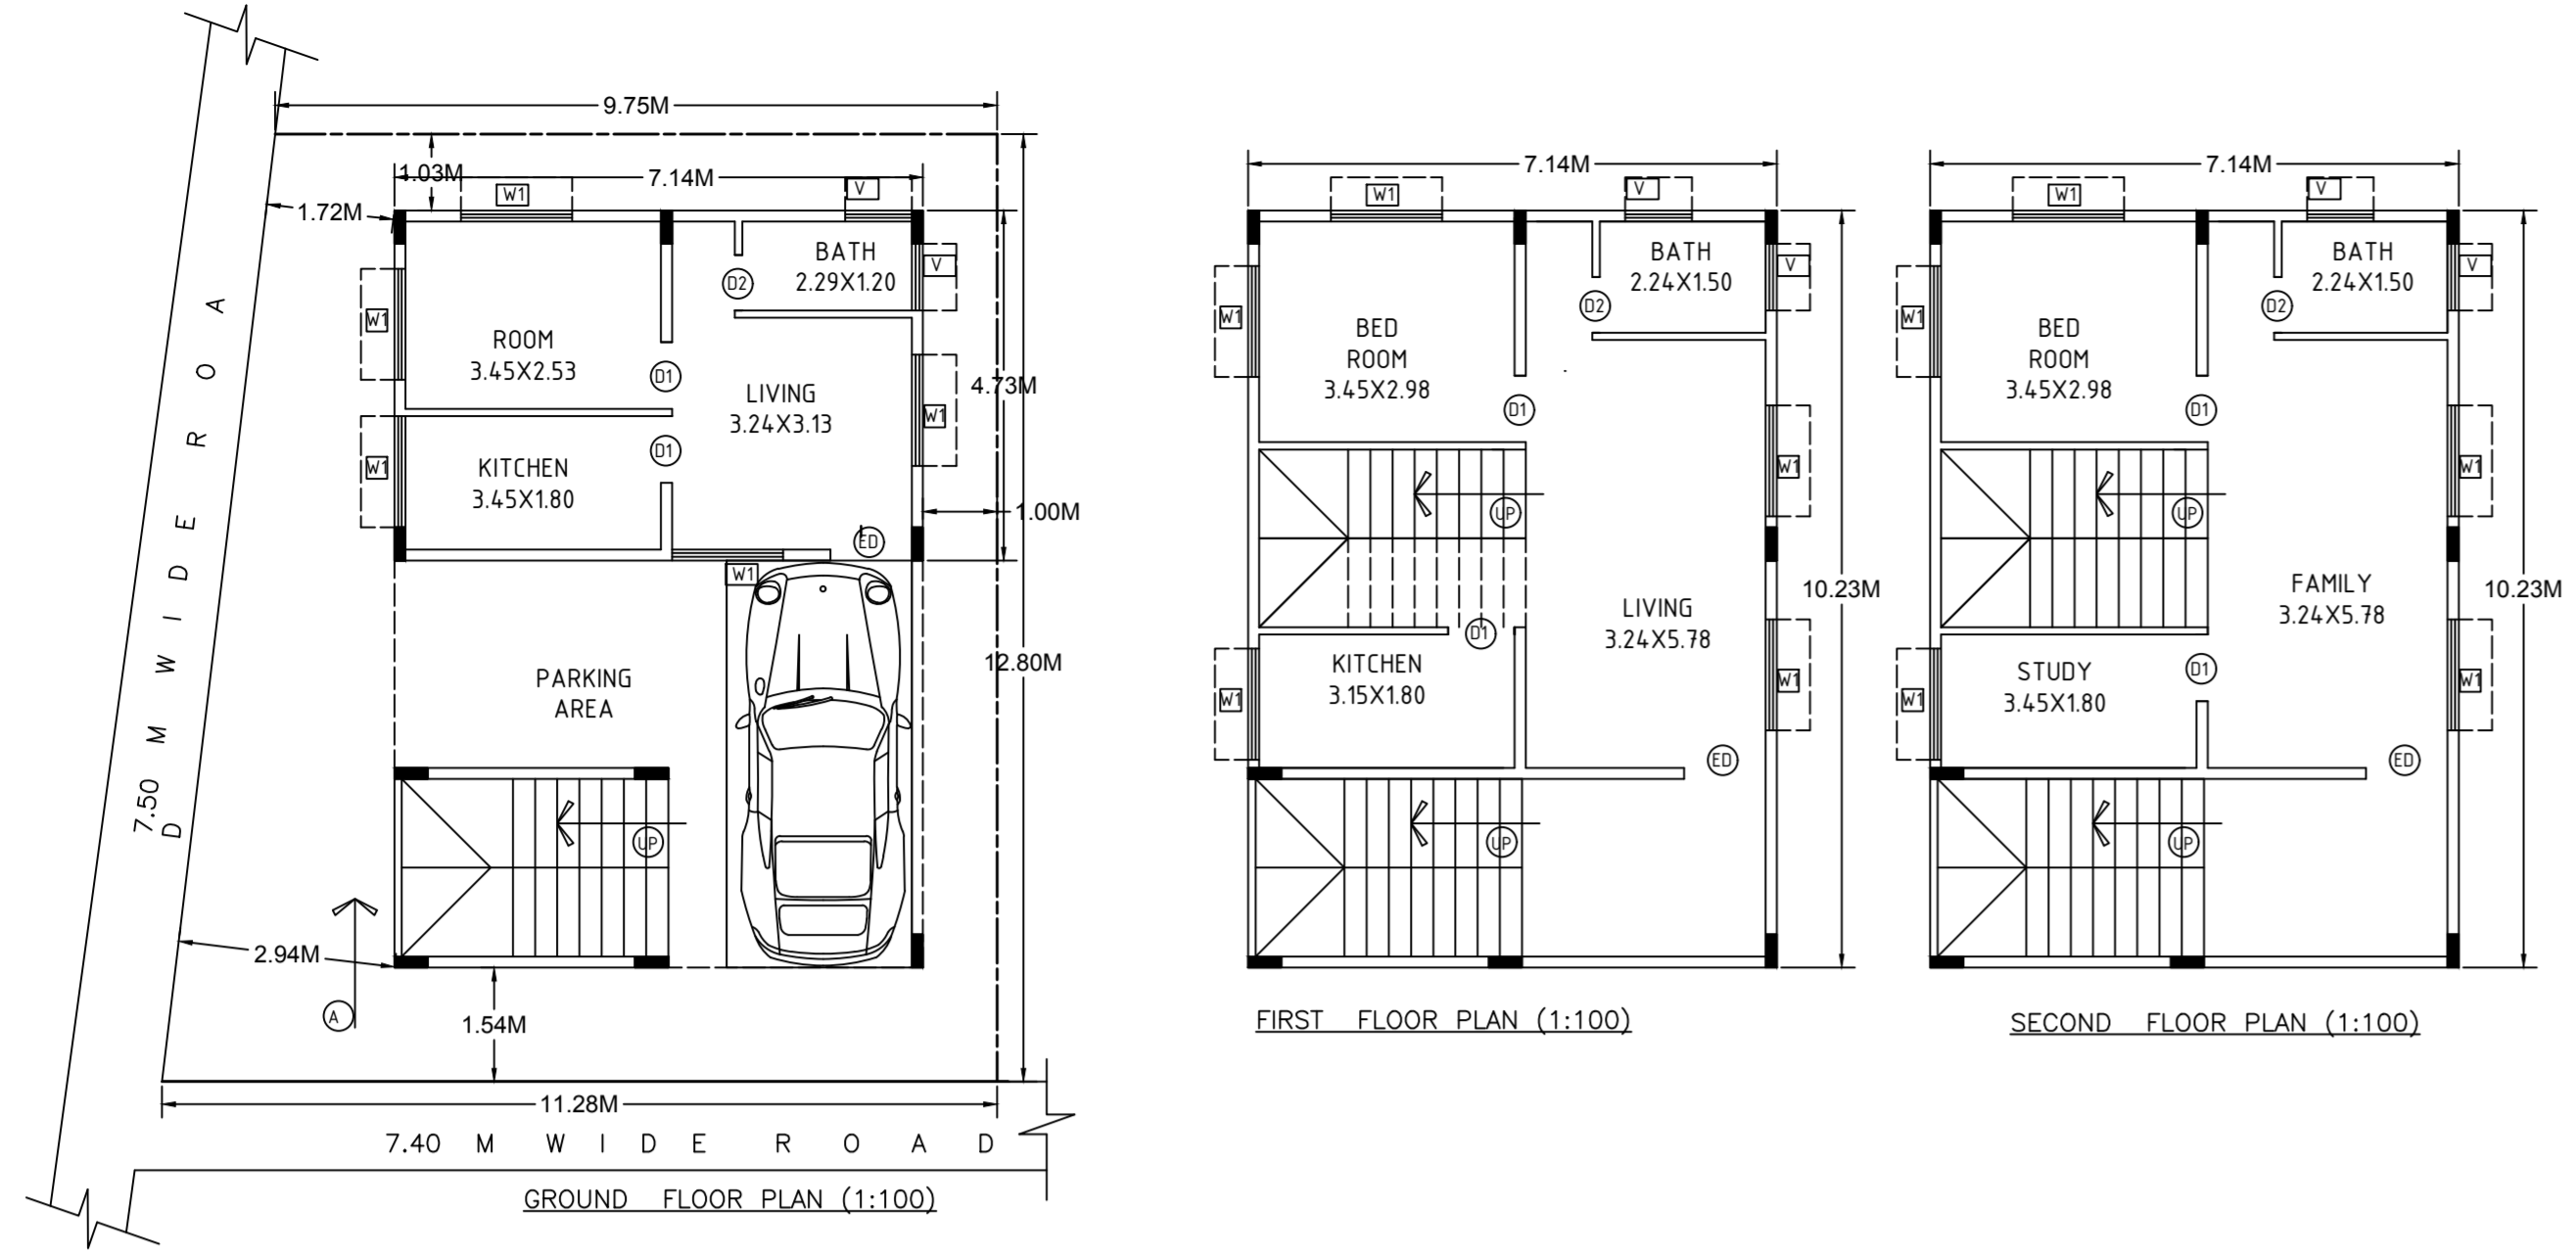 9.75M
1.03M
7.14M
W1
V
1.72M
BATH
2.29X1.20
V
D2
W1
ROOM
3.45X2.53
D1
LIVING
3.24X3.13
4.73M
W1
D1
W1
KITCHEN
3.45X1.80
1.00M
ED
W1
12.80M
PARKING
AREA
UP
2.94M
A
1.54M
11.28M
7.50 M WIDE ROAD
7.40 M WIDE ROAD
GROUND FLOOR PLAN (1:100)
7.14M
W1
V
BATH
2.24X1.50
V
D2
W1
BED
ROOM
3.45X2.98
D1
W1
UP
10.23M
LIVING
3.24X5.78
D1
KITCHEN
3.15X1.80
W1
W1
ED
UP
FIRST FLOOR PLAN (1:100)
7.14M
W1
V
BATH
2.24X1.50
V
D2
W1
BED
ROOM
3.45X2.98
D1
W1
UP
10.23M
FAMILY
3.24X5.78
D1
STUDY
3.45X1.80
W1
W1
ED
UP
SECOND FLOOR PLAN (1:100)